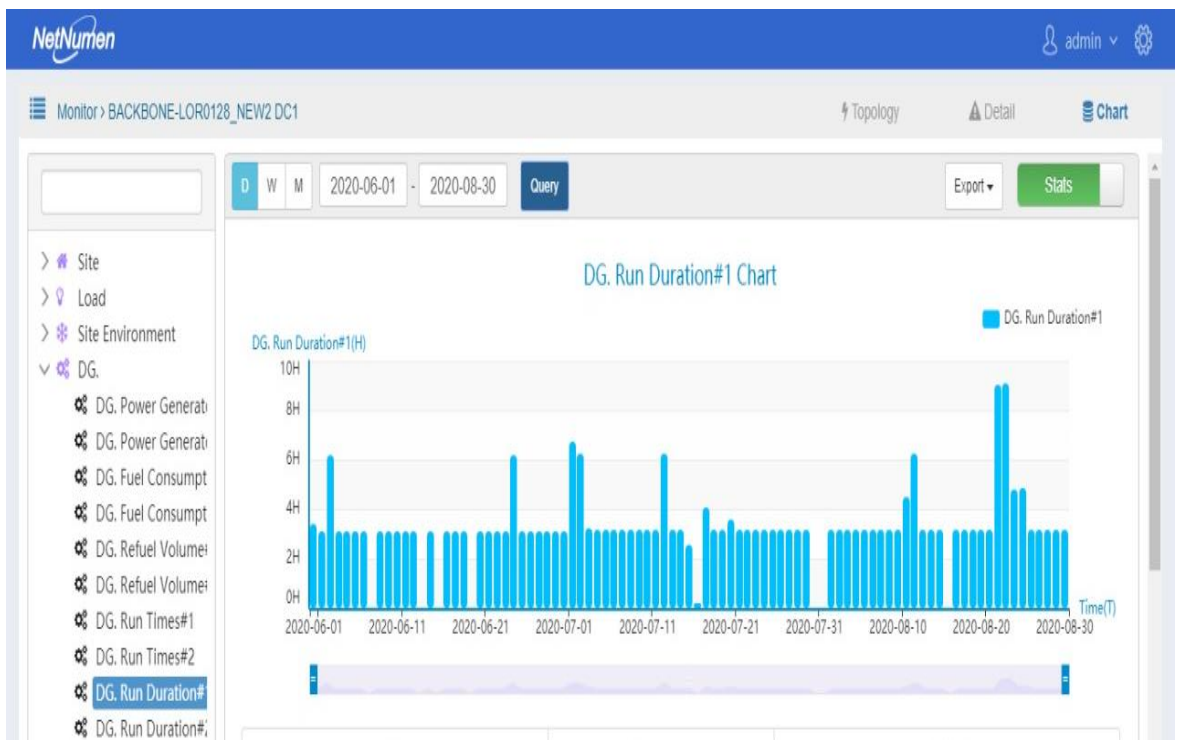 NetNumen
admin
Monitor > BACKBONE-LOR0128_NEW2 DC1
Topology
Detail
Chart
D W M 2020-06-01 - 2020-08-30 Query
Export
Stats
Site
Load
Site Environment
DG.
DG. Power Generat
DG. Power Generat
DG. Fuel Consumpt
DG. Fuel Consumpt
DG. Refuel Volume
DG. Refuel Volume
DG. Run Times#1
DG. Run Times#2
DG. Run Duration#
DG. Run Duration#
DG. Run Duration#1 Chart
DG. Run Duration#1
DG. Run Duration#1(H)
10H
8H
6H
4H
2H
0H
Time(T)
2020-06-01 2020-06-11 2020-06-21 2020-07-01 2020-07-11 2020-07-21 2020-07-31 2020-08-10 2020-08-20 2020-08-30